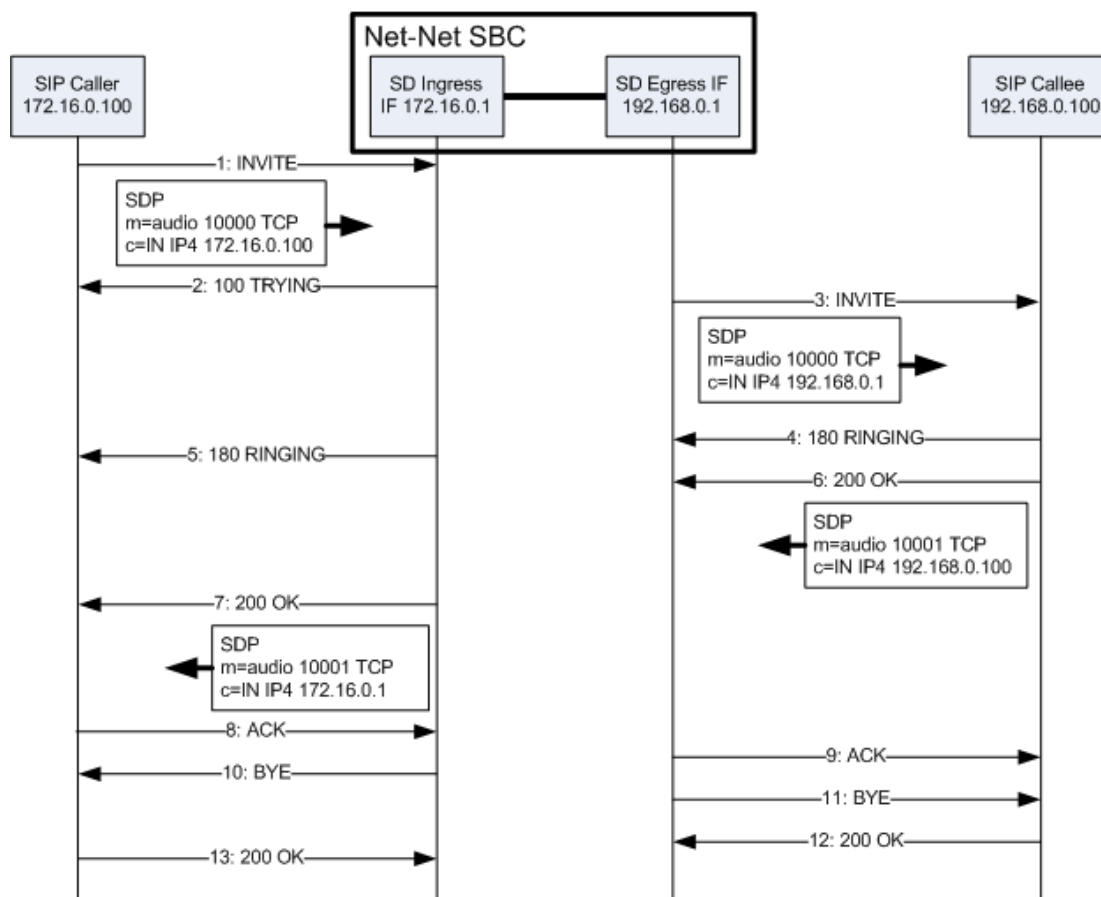 Net-Net SBC
SIP Caller
172.16.0.100
SD Ingress
IF 172.16.0.1
SD Egress IF
192.168.0.1
SIP Callee
192.168.0.100
1: INVITE
SDP
m=audio 10000 TCP
c=IN IP4 172.16.0.100
2: 100 TRYING
3: INVITE
SDP
m=audio 10000 TCP
c=IN IP4 192.168.0.1
4: 180 RINGING
5: 180 RINGING
6: 200 OK
SDP
m=audio 10001 TCP
c=IN IP4 192.168.0.100
7: 200 OK
SDP
m=audio 10001 TCP
c=IN IP4 172.16.0.1
8: ACK
9: ACK
10: BYE
11: BYE
12: 200 OK
13: 200 OK